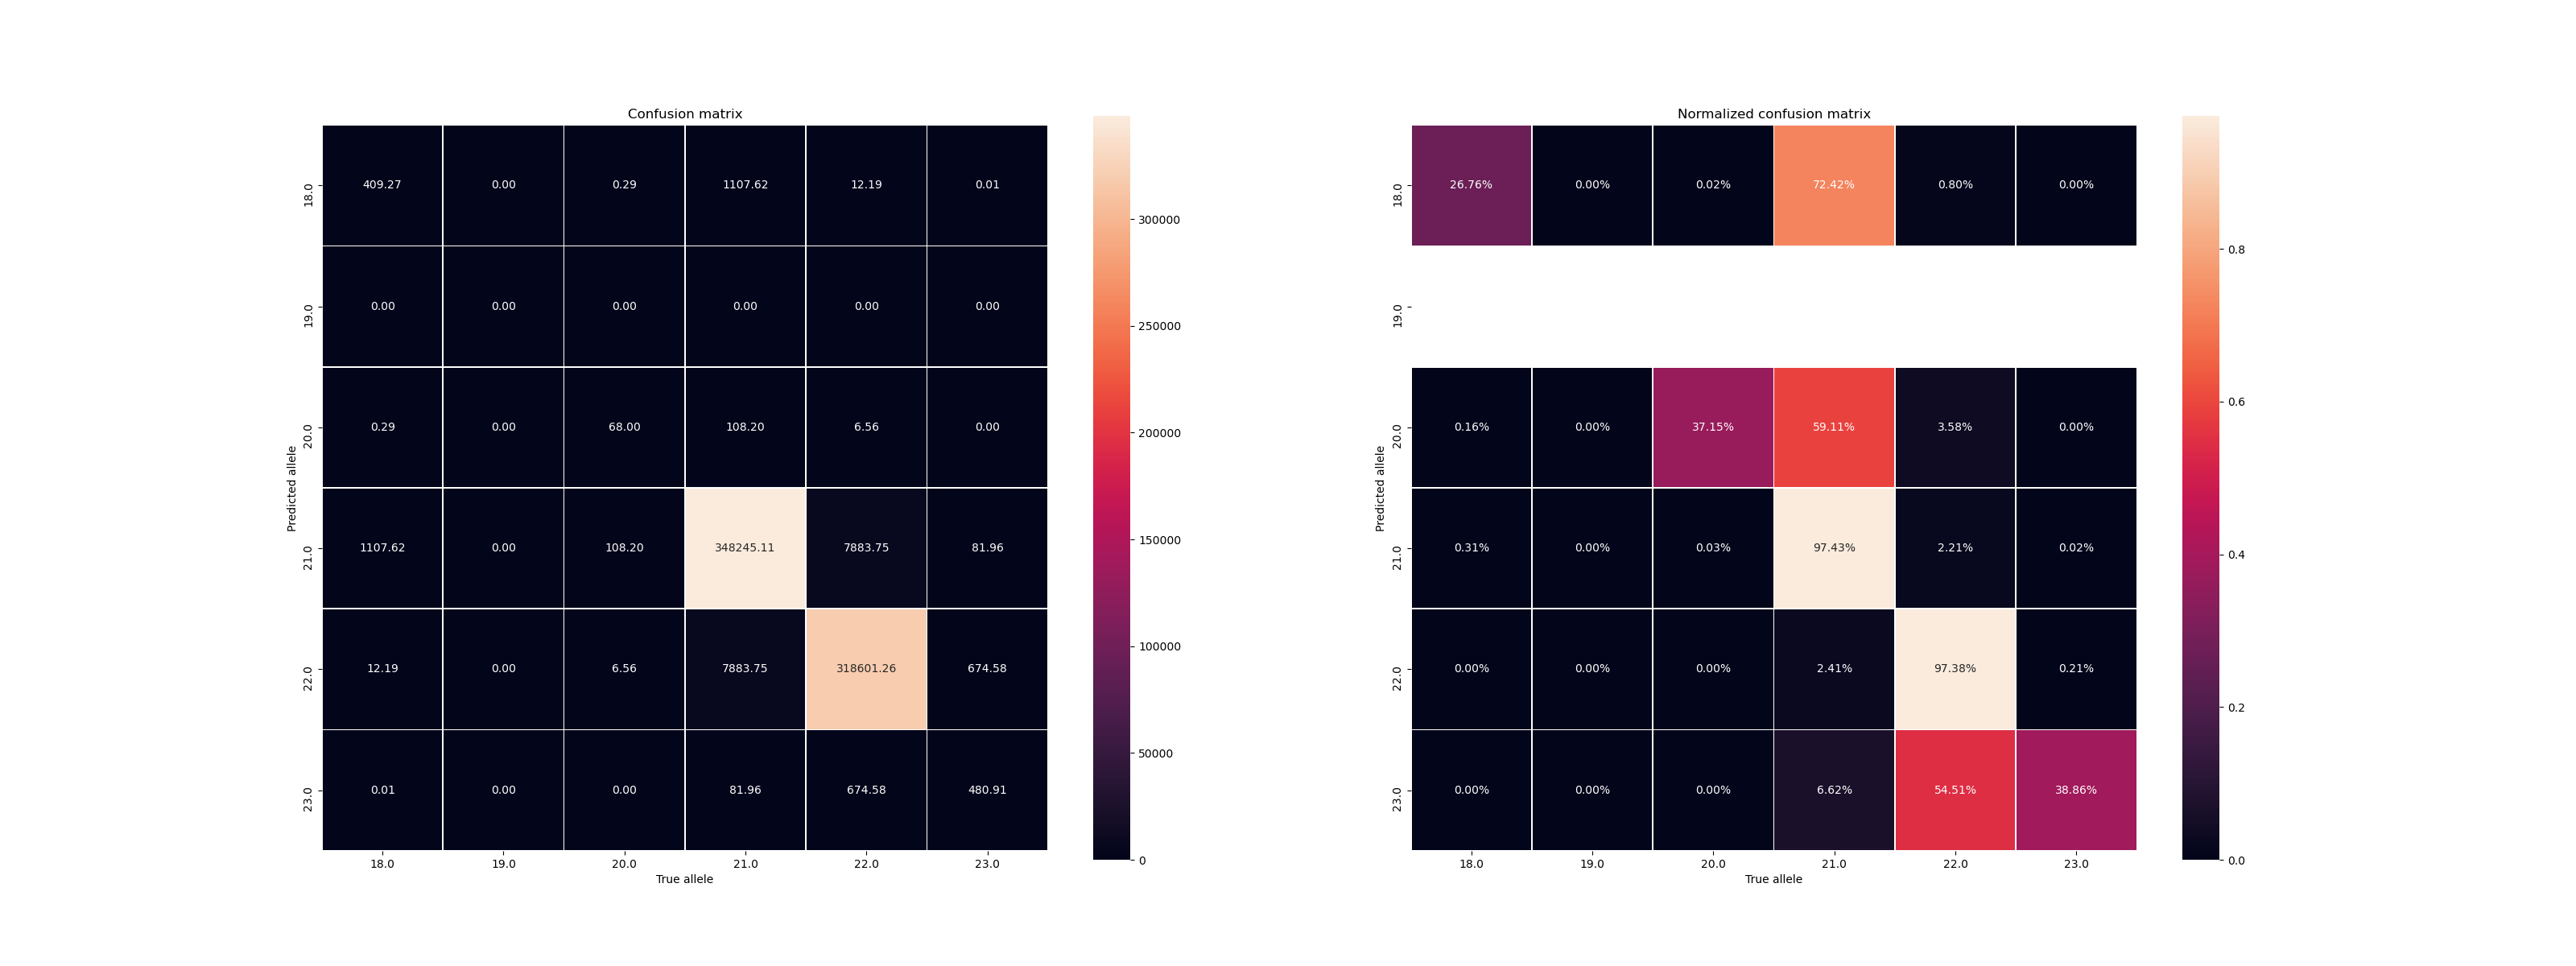 Confusion matrix
18.0 409.27 0.00 0.29 1107.62 12.19 0.01
19.0 0.00 0.00 0.00 0.00 0.00 0.00
20.0 0.29 0.00 68.00 108.20 6.56 0.00
21.0 1107.62 0.00 108.20 348245.11 7883.75 81.96
22.0 12.19 0.00 6.56 7883.75 318601.26 674.58
23.0 0.01 0.00 0.00 81.96 674.58 480.91
18.0 19.0 20.0 21.0 22.0 23.0
True allele
Predicted allele
300000
250000
200000
150000
100000
50000
0
Normalized confusion matrix
18.0 26.76% 0.00% 0.02% 72.42% 0.80% 0.00%
19.0
20.0 0.16% 0.00% 37.15% 59.11% 3.58% 0.00%
21.0 0.31% 0.00% 0.03% 97.43% 2.21% 0.02%
22.0 0.00% 0.00% 0.00% 2.41% 97.38% 0.21%
23.0 0.00% 0.00% 0.00% 6.62% 54.51% 38.86%
18.0 19.0 20.0 21.0 22.0 23.0
True allele
Predicted allele
0.8
0.6
0.4
0.2
0.0